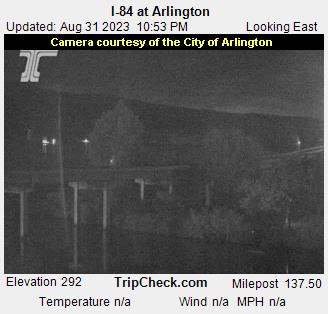 I-84 at Arlington
Updated: Aug 31 2023 10:53 PM Looking East
Camera courtesy of the City of Arlington
Elevation 292 TripCheck.com Milepost 137.50
Temperature n/a Wind n/a MPH n/a